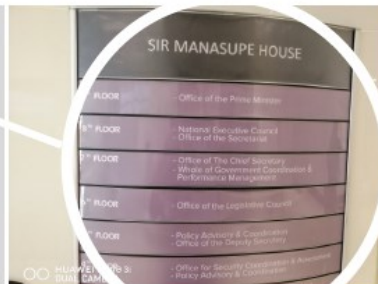 SIR MANASUPE HOUSE
FLOOR
- Office of the Prime Minister
FLOOR
- National Executive Council
- Office of the Secretariat
FLOOR
- Office of The Chief Secretary
- Whole of Government Coordination &
Performance Management
FLOOR
- Office of the Legislative Council
FLOOR
- Policy Advisory & Coordination
- Office of the Deputy Secretary
- Office for Security Coordination & Assessment
- Policy Advisory & Coordination
HUAWEI
DUAL CAMERA